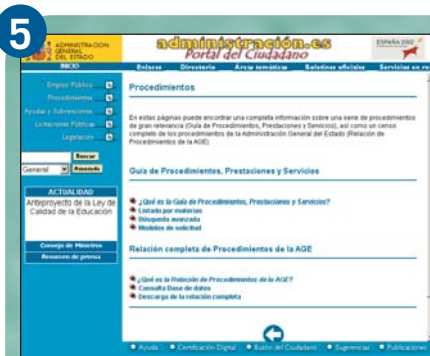 5
ADMINISTRACIÓN
GENERAL
DEL ESTADO
administración.es
Portal del Ciudadano
ESPAÑA 2002
INICIO
Enlaces Directorio Áreas temáticas Boletines oficiales Servicios en re
Empleo Público
Procedimientos
Ayudas y Subvenciones
Licitaciones Públicas
Legislación
Buscar
General
Avanzada
ACTUALIDAD
Anteproyecto de la Ley de
Calidad de la Educación
Consejo de Ministros
Resumen de prensa
Procedimientos
En estas páginas puede encontrar una completa información sobre una serie de procedimientos
de gran relevancia (Guía de Procedimientos, Prestaciones y Servicios), así como un censo
completo de los procedimientos de la Administración General del Estado (Relación de
Procedimientos de la AGE).
Guía de Procedimientos, Prestaciones y Servicios
¿Qué es la Guía de Procedimientos, Prestaciones y Servicios?
Listado por materias
Búsqueda avanzada
Modelos de solicitud
Relación completa de Procedimientos de la AGE
¿Qué es la Relación de Procedimientos de la AGE?
Consulta Base de datos
Descarga de la relación completa
Ayuda Certificación Digital Buzón del Ciudadano Sugerencias Publicaciones